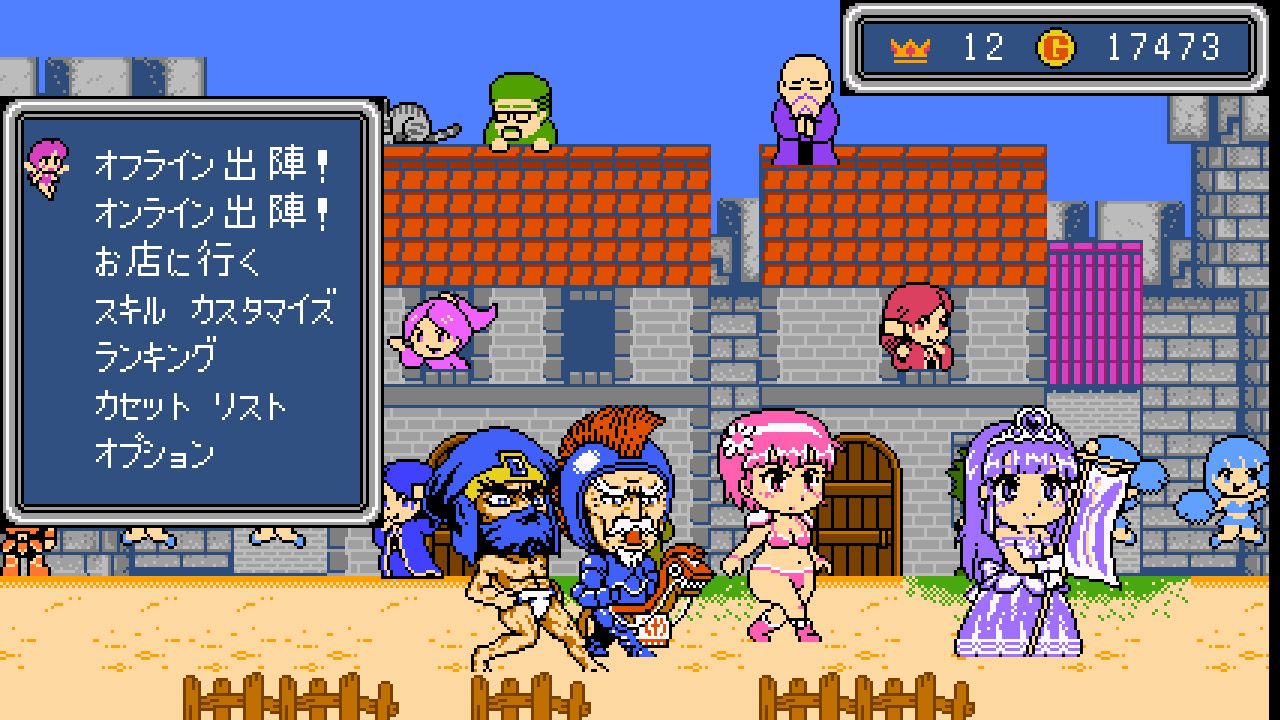 オフライン出陣!
オンライン出陣!
お店に行く
スキル カスタマイズ
ランキング
カセット リスト
オプション
12 G 17473